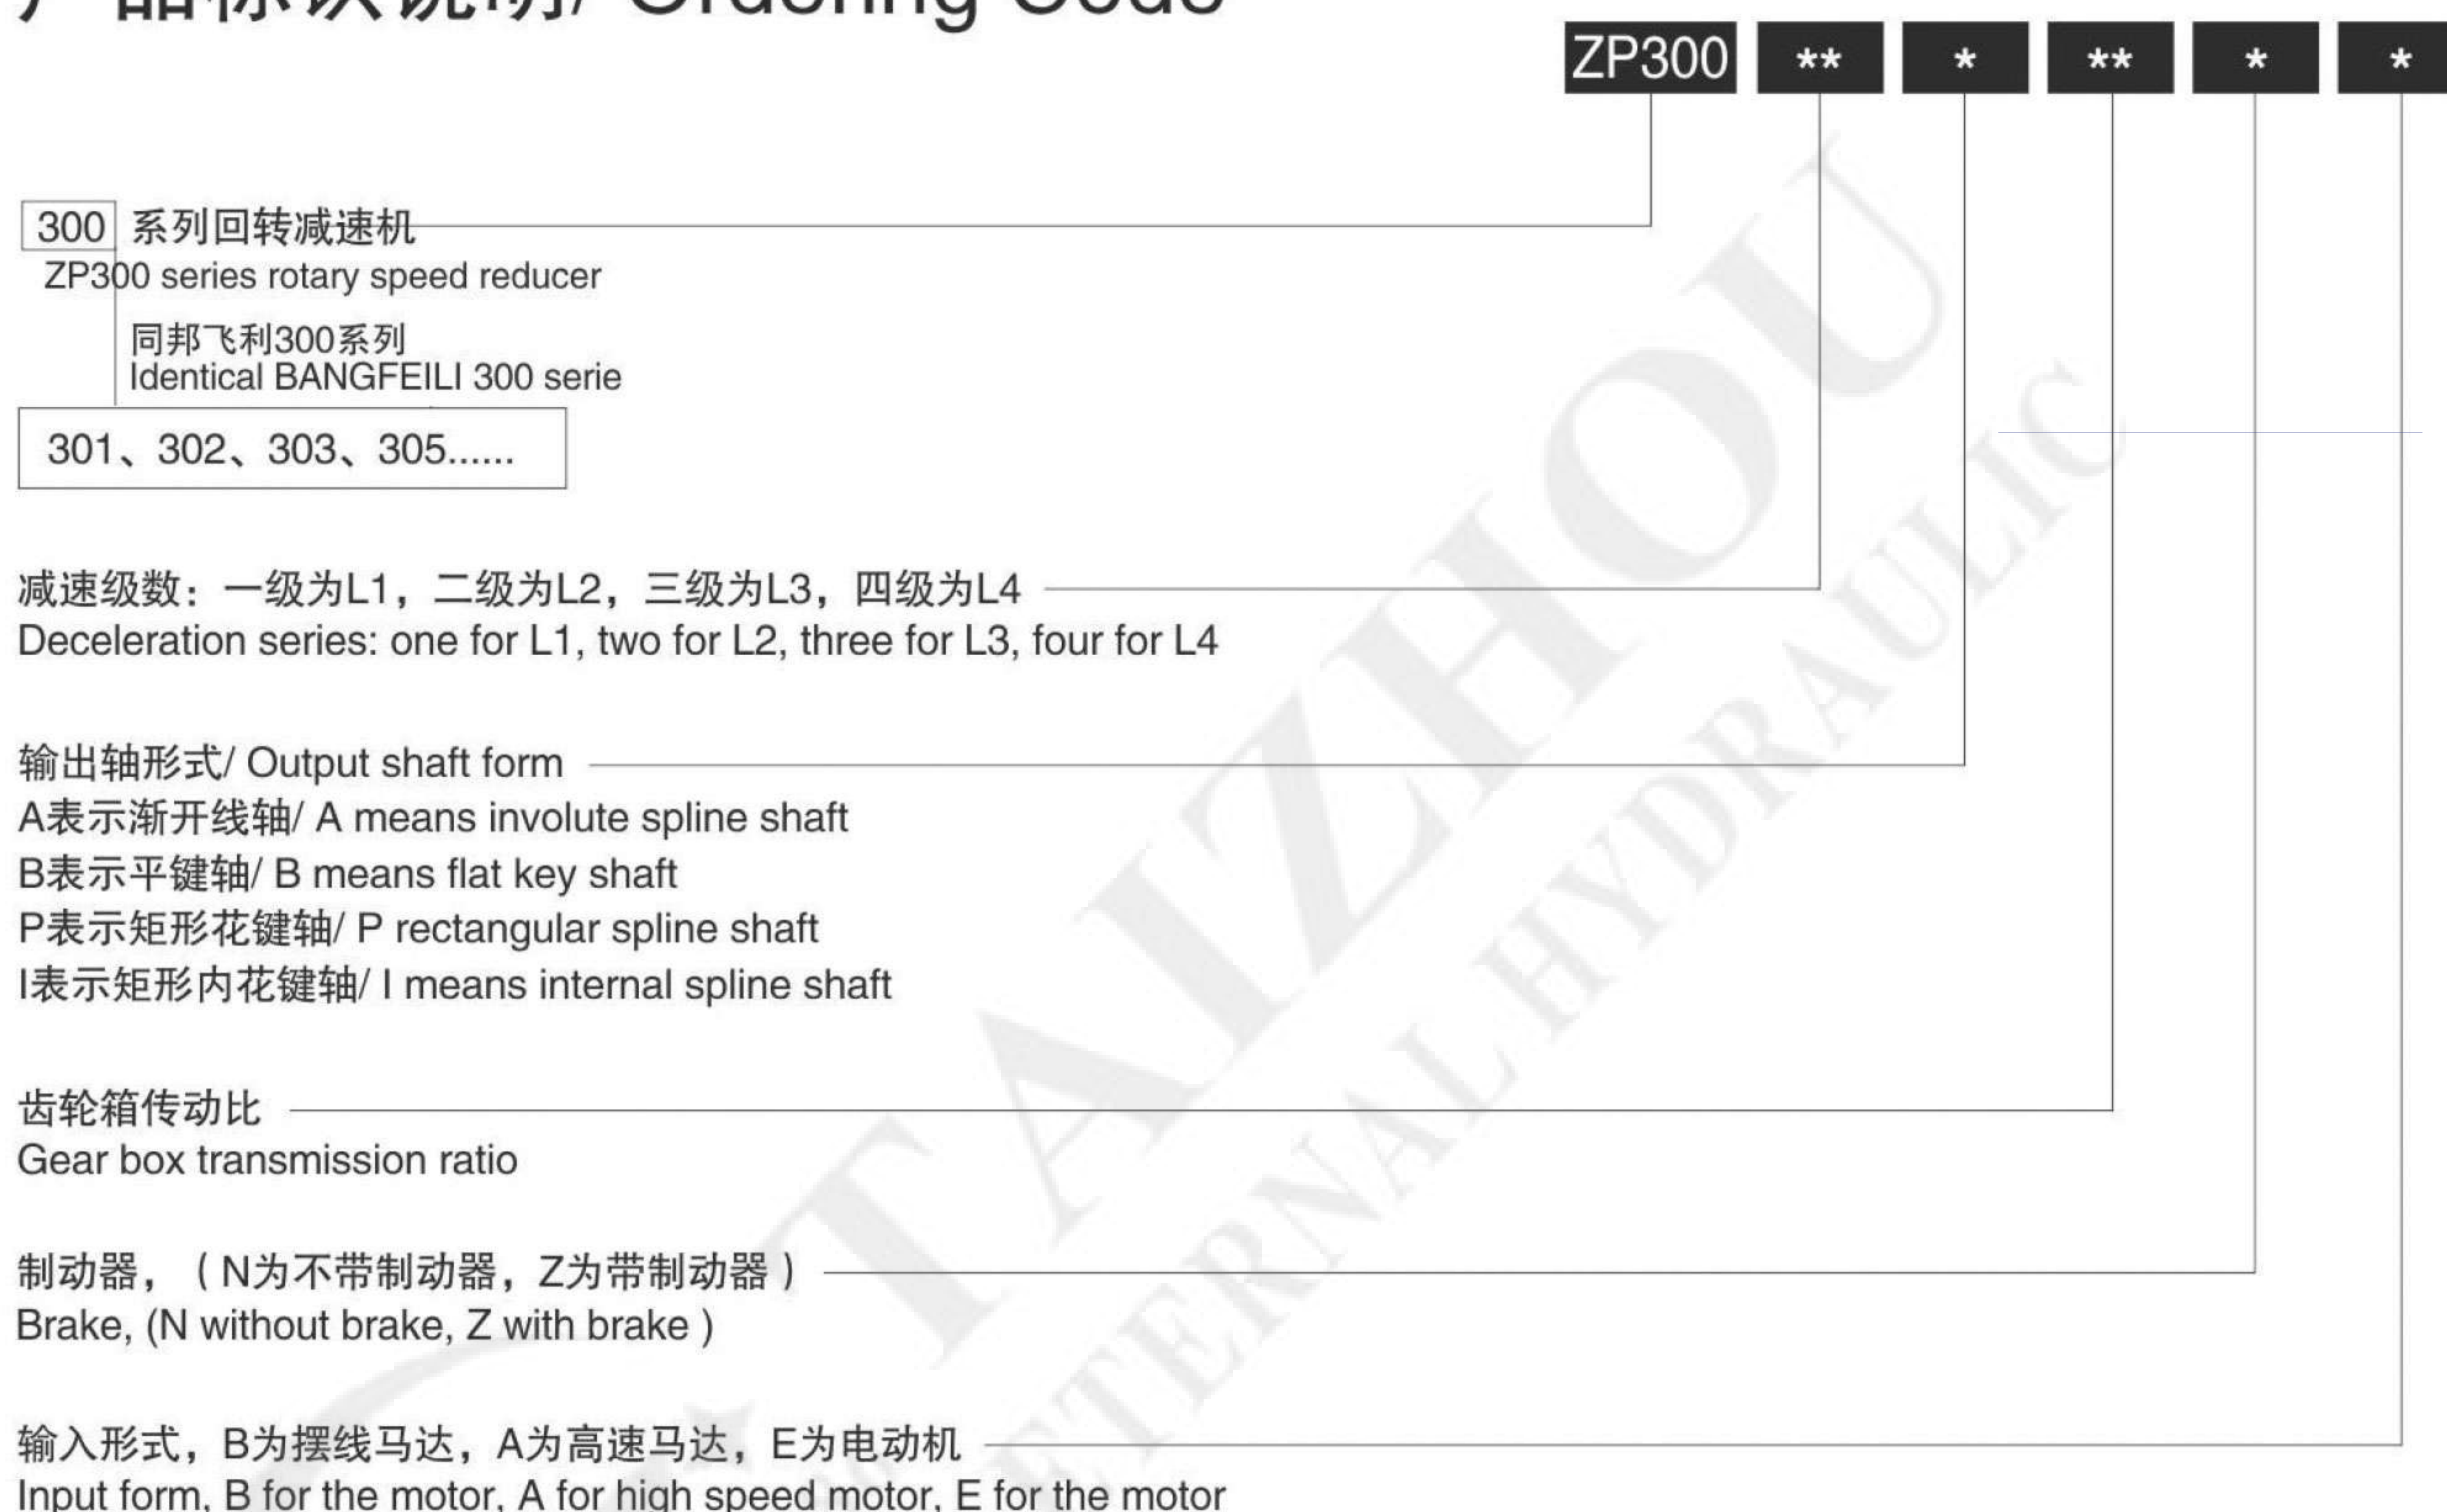 产品标识说明/ Ordering Code
ZP300 ** * ** * *
300 系列回转减速机
ZP300 series rotary speed reducer
同邦飞利300系列
Identical BANGFEILI 300 serie
301、302、303、305......
减速级数：一级为L1，二级为L2，三级为L3，四级为L4
Deceleration series: one for L1, two for L2, three for L3, four for L4
输出轴形式/ Output shaft form
A表示渐开线轴/ A means involute spline shaft
B表示平键轴/ B means flat key shaft
P表示矩形花键轴/ P rectangular spline shaft
I表示矩形内花键轴/ I means internal spline shaft
齿轮箱传动比
Gear box transmission ratio
制动器，（N为不带制动器，Z为带制动器）
Brake, (N without brake, Z with brake )
输入形式，B为摆线马达，A为高速马达，E为电动机
Input form, B for the motor, A for high speed motor, E for the motor
TAIZHOU
ETERNAL HYDRAULIC